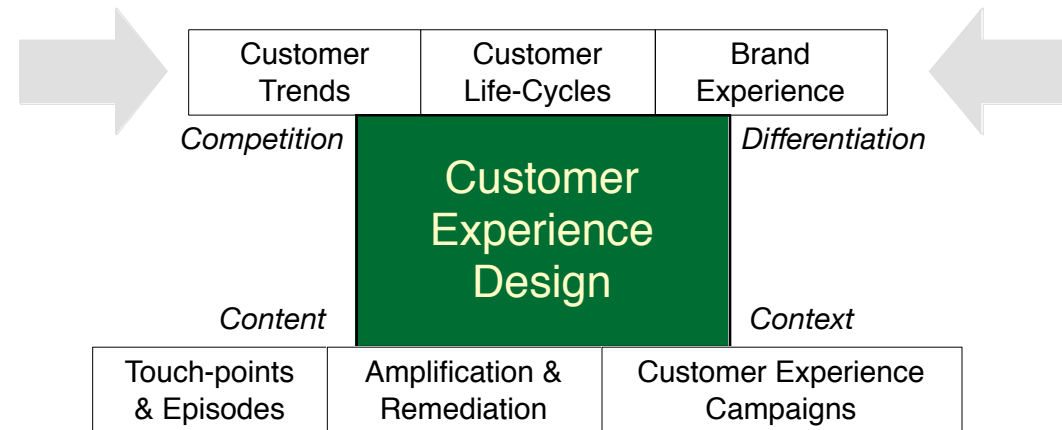 Customer
Trends
Customer
Life-Cycles
Brand
Experience
Competition
Differentiation
Customer
Experience
Design
Content
Context
Touch-points
& Episodes
Amplification &
Remediation
Customer Experience
Campaigns